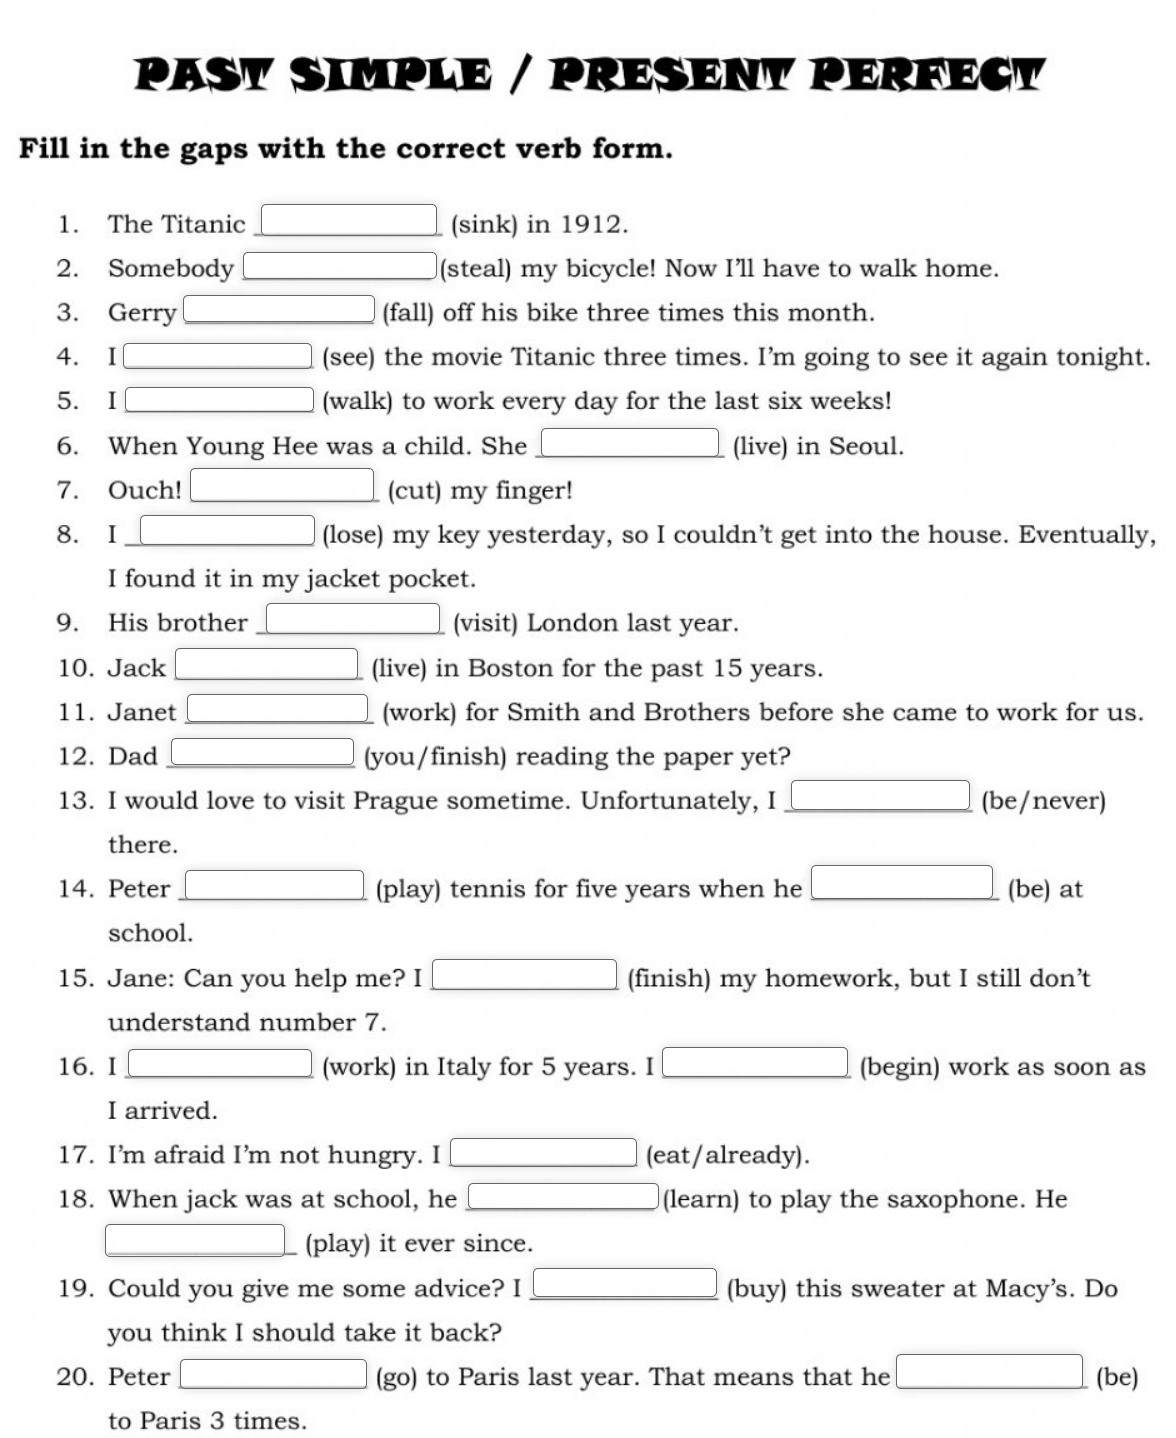 PAST SIMPLE / PRESENT PERFECT
Fill in the gaps with the correct verb form.
1. The Titanic (sink) in 1912.
2. Somebody (steal) my bicycle! Now I’ll have to walk home.
3. Gerry (fall) off his bike three times this month.
4. I (see) the movie Titanic three times. I’m going to see it again tonight.
5. I (walk) to work every day for the last six weeks!
6. When Young Hee was a child. She (live) in Seoul.
7. Ouch! (cut) my finger!
8. I (lose) my key yesterday, so I couldn’t get into the house. Eventually,
I found it in my jacket pocket.
9. His brother (visit) London last year.
10. Jack (live) in Boston for the past 15 years.
11. Janet (work) for Smith and Brothers before she came to work for us.
12. Dad (you/finish) reading the paper yet?
13. I would love to visit Prague sometime. Unfortunately, I (be/never)
there.
14. Peter (play) tennis for five years when he (be) at
school.
15. Jane: Can you help me? I (finish) my homework, but I still don’t
understand number 7.
16. I (work) in Italy for 5 years. I (begin) work as soon as
I arrived.
17. I’m afraid I’m not hungry. I (eat/already).
18. When jack was at school, he (learn) to play the saxophone. He
(play) it ever since.
19. Could you give me some advice? I (buy) this sweater at Macy’s. Do
you think I should take it back?
20. Peter (go) to Paris last year. That means that he (be)
to Paris 3 times.